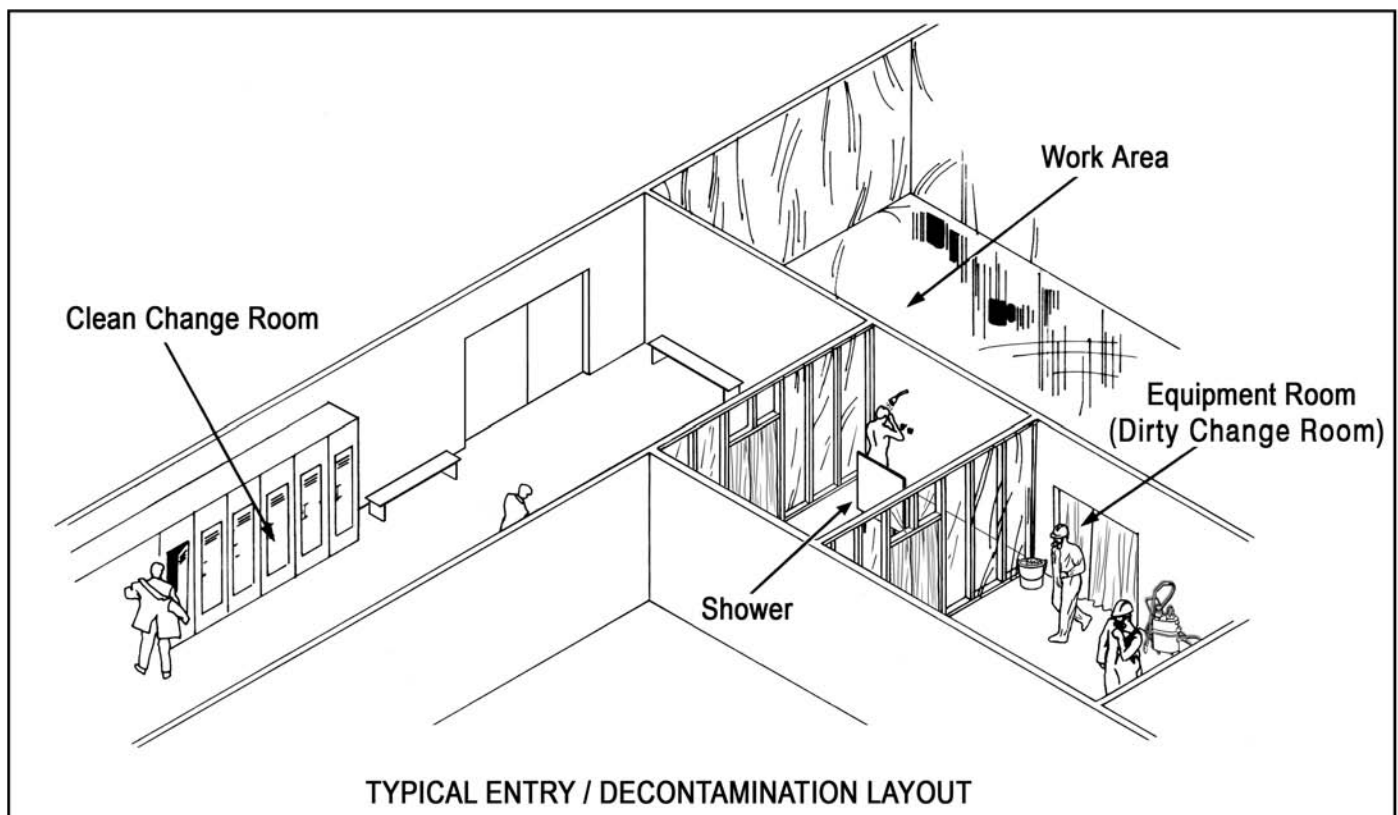 Work Area
Clean Change Room
Equipment Room
(Dirty Change Room)
Shower
TYPICAL ENTRY / DECONTAMINATION LAYOUT